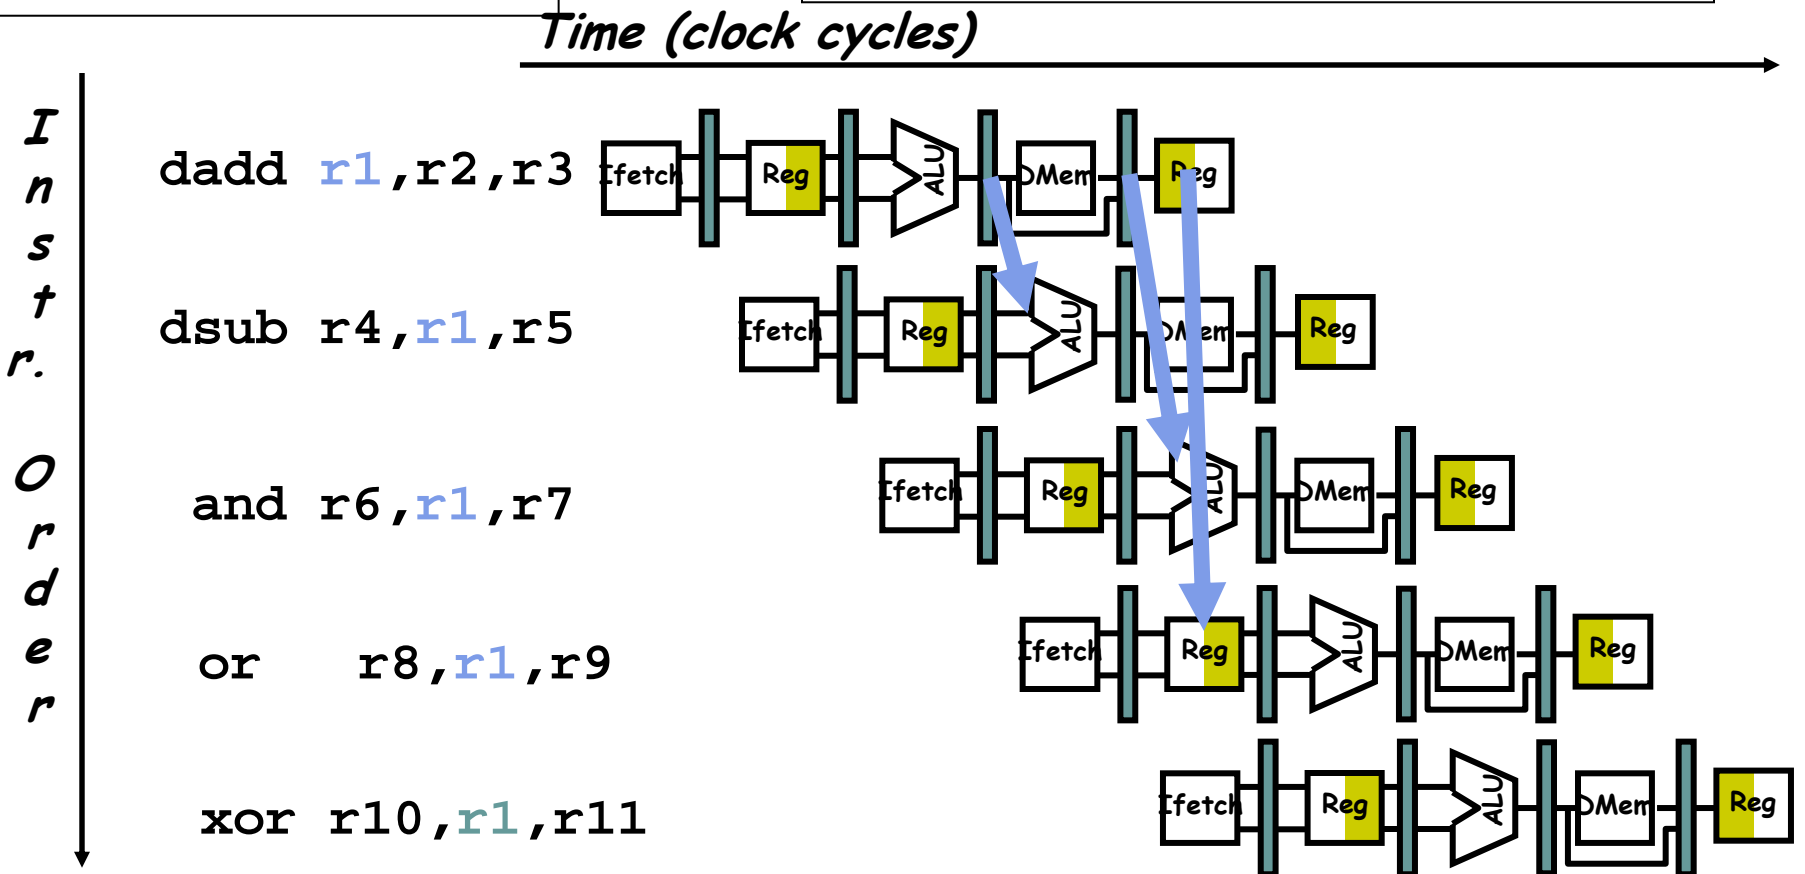 Time (clock cycles)
Instr. Order
dadd r1,r2,r3 Ifetch Reg ALU DMem Reg
dsub r4,r1,r5 Ifetch Reg ALU DMem Reg
and r6,r1,r7 Ifetch Reg ALU DMem Reg
or r8,r1,r9 Ifetch Reg ALU DMem Reg
xor r10,r1,r11 Ifetch Reg ALU DMem Reg